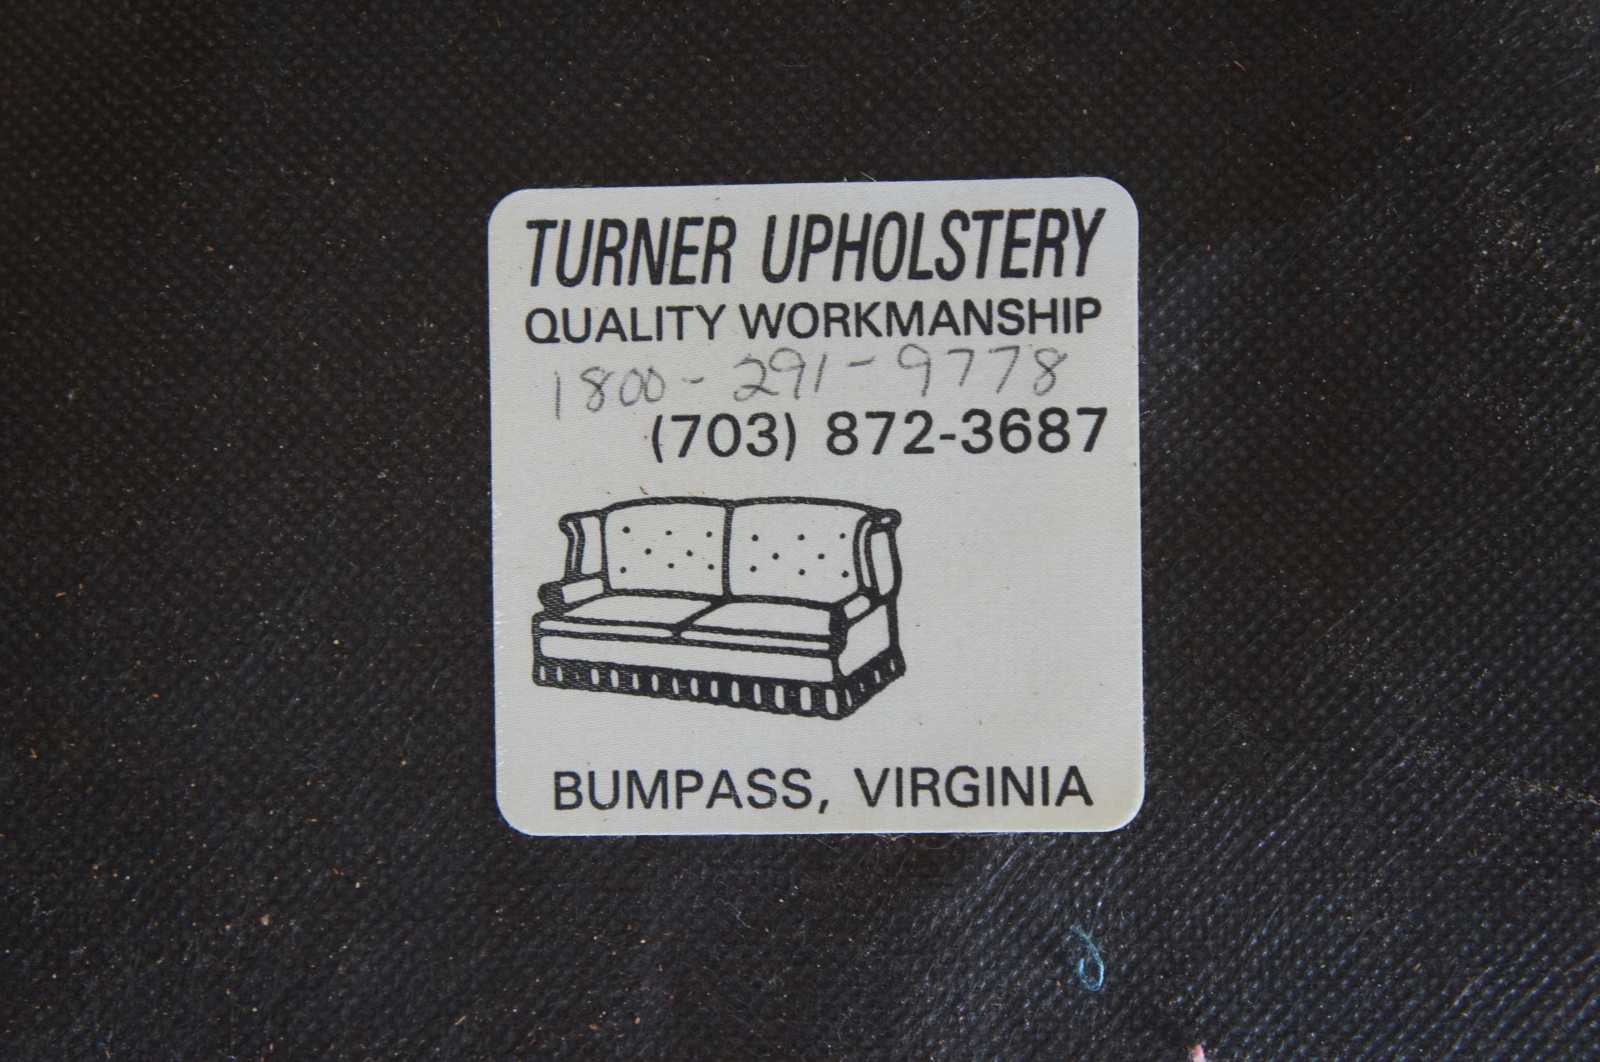 TURNER UPHOLSTERY
QUALITY WORKMANSHIP
1800-291-9778
(703) 872-3687
BUMPASS, VIRGINIA